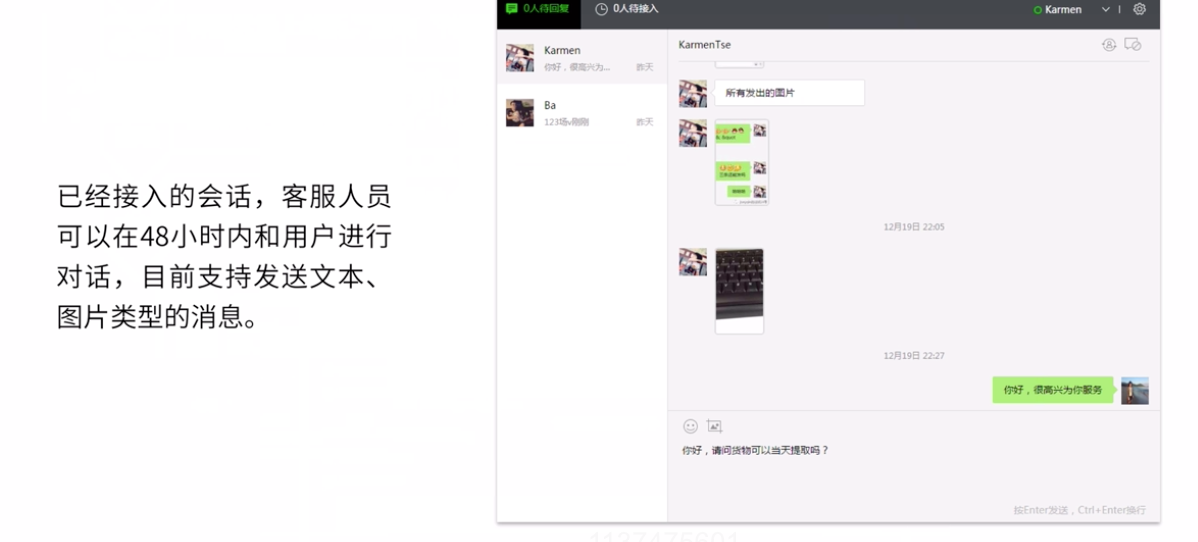 0人待回复
0人待接入
Karmen
已经接入的会话，客服人员
可以在48小时内和用户进行
对话，目前支持发送文本、
图片类型的消息。
Karmen
你好，很高兴为... 昨天
Ba
昨天
KarmenTse
所有发出的图片
12月19日 22:05
12月19日 22:27
你好，很高兴为你服务
你好，请问货物可以当天提取吗？
按Enter发送，Ctrl+Enter换行